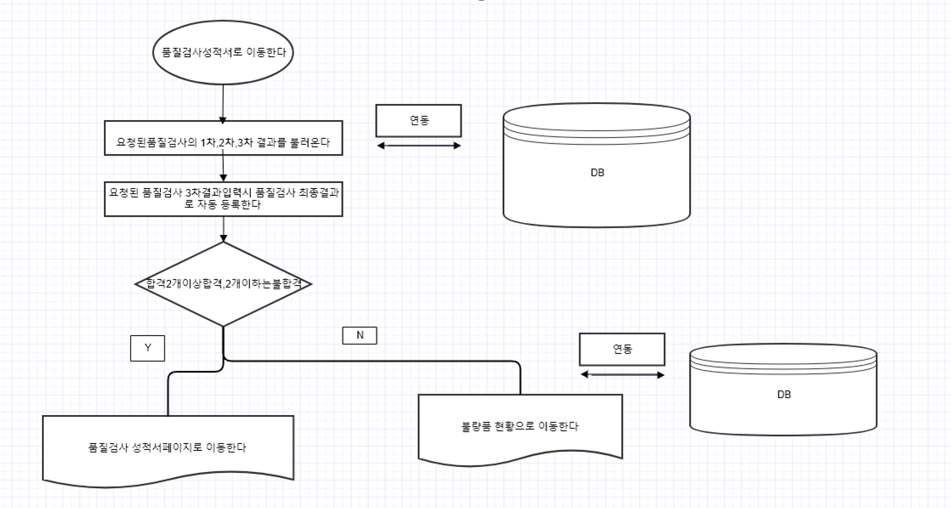 품질검사성적서로 이동한다
연동
요청된품질검사의 1차,2차,3차 결과를 불러온다
DB
요청된 품질검사 3차결과입력시 품질검사 최종결과
로 자동 등록한다
합격2개이상합격,2개이하는불합격
Y
N
연동
DB
품질검사 성적서페이지로 이동한다
불량품 현황으로 이동한다